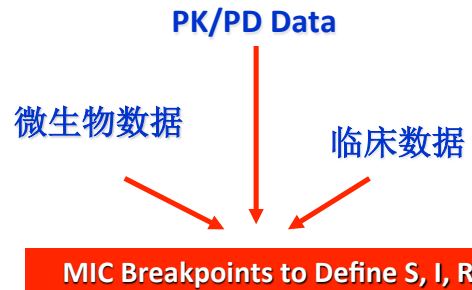 PK/PD Data
微生物数据
临床数据
MIC Breakpoints to Define S, I, R